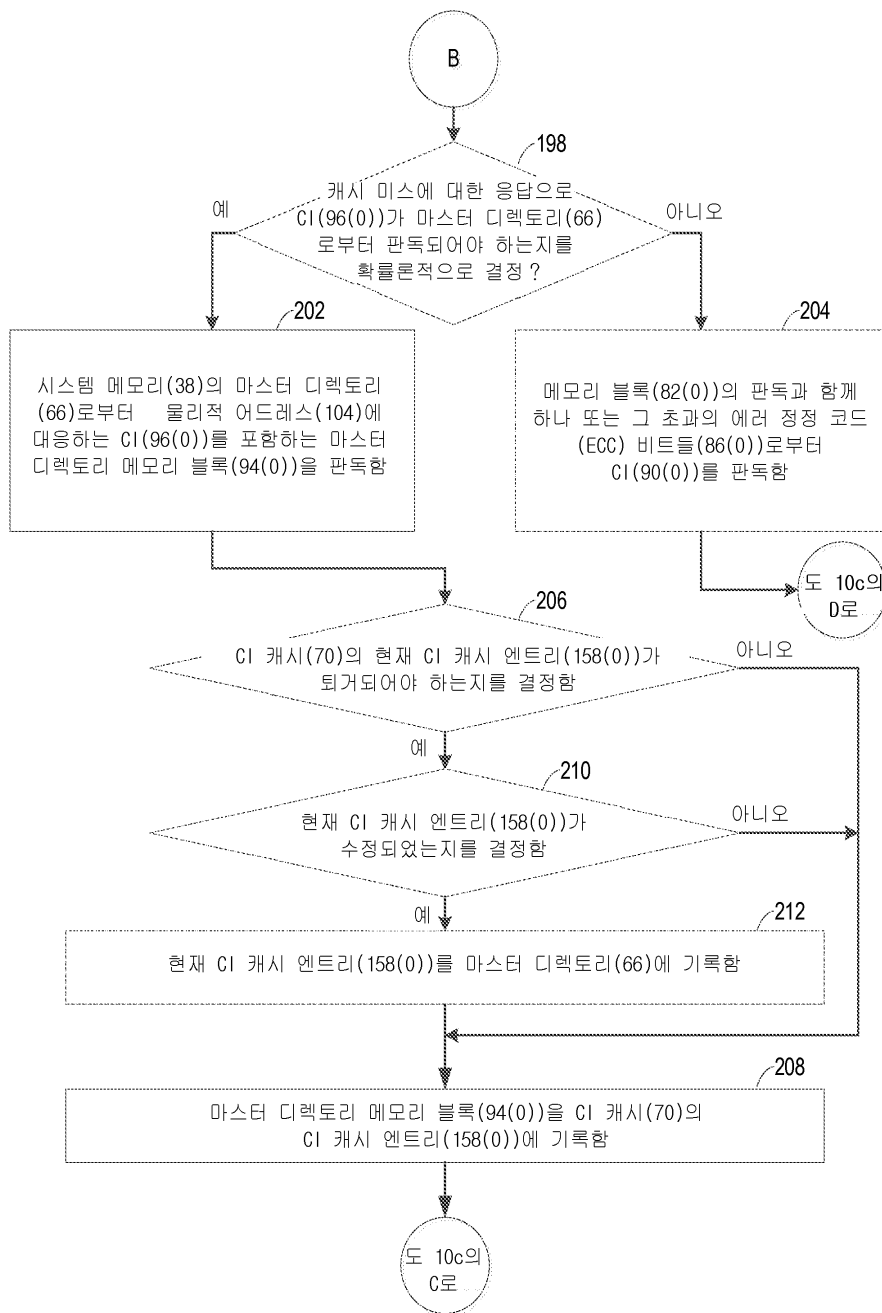 B
198
캐시 미스에 대한 응답으로
CI(96(0))가 마스터 디렉토리(66)
로부터 판독되어야 하는지를
확률론적으로 결정?
예
아니오
202
시스템 메모리(38)의 마스터 디렉토리
(66)로부터 물리적 어드레스(104)에
대응하는 CI(96(0))를 포함하는 마스터
디렉토리 메모리 블록(94(0))을 판독함
204
메모리 블록(82(0))의 판독과 함께
하나 또는 그 초과의 에러 정정 코드
(ECC) 비트들(86(0))로부터
CI(90(0))를 판독함
도 10c의
D로
206
CI 캐시(70)의 현재 CI 캐시 엔트리(158(0))가
퇴거되어야 하는지를 결정함
아니오
예
210
현재 CI 캐시 엔트리(158(0))가
수정되었는지를 결정함
아니오
예
212
현재 CI 캐시 엔트리(158(0))를 마스터 디렉토리(66)에 기록함
208
마스터 디렉토리 메모리 블록(94(0))을 CI 캐시(70)의
CI 캐시 엔트리(158(0))에 기록함
도 10c의
C로